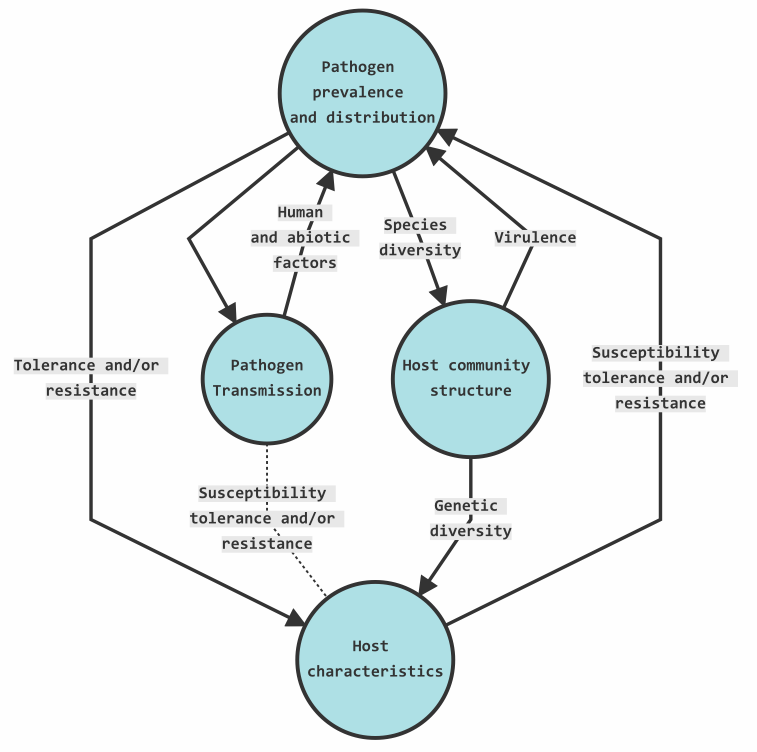 Pathogen
prevalence
and distribution
Human
and abiotic
factors
Species
diversity
Virulence
Tolerance and/or
resistance
Pathogen
Transmission
Host community
structure
Susceptibility
tolerance and/or
resistance
Susceptibility
tolerance and/or
resistance
Genetic
diversity
Host
characteristics